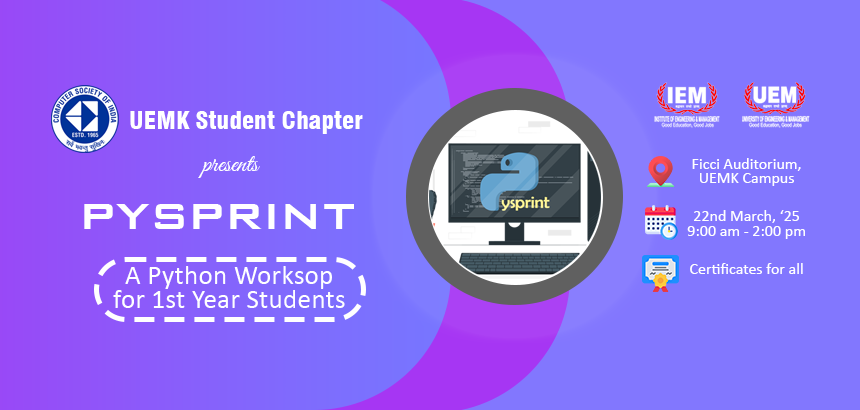 COMPUTER SOCIETY OF INDIA
ESTD. 1965
UEMK Student Chapter
presents
PYSPRINT
A Python Worksop
for 1st Year Students
ysprint
IEM
INSTITUTE OF ENGINEERING & MANAGEMENT
Good Education, Good Jobs
UEM
UNIVERSITY OF ENGINEERING & MANAGEMENT
Good Education, Good Jobs
Ficci Auditorium,
UEMK Campus
22nd March, ‘25
9:00 am - 2:00 pm
Certificates for all